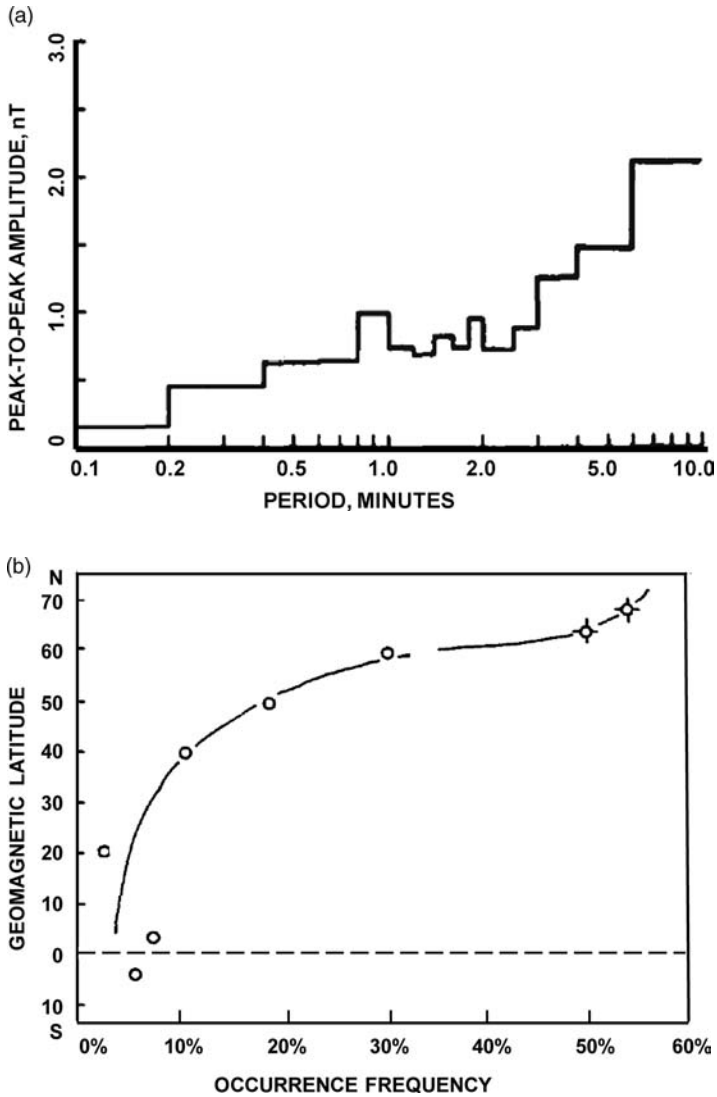 (a)
PEAK-TO-PEAK AMPLITUDE, nT
3.0
2.0
1.0
0
0.1 0.2 0.5 1.0 2.0 5.0 10.0
PERIOD, MINUTES
(b)
GEOMAGNETIC LATITUDE
N
70
60
50
40
30
20
10
0
10
S
0% 10% 20% 30% 40% 50% 60%
OCCURRENCE FREQUENCY